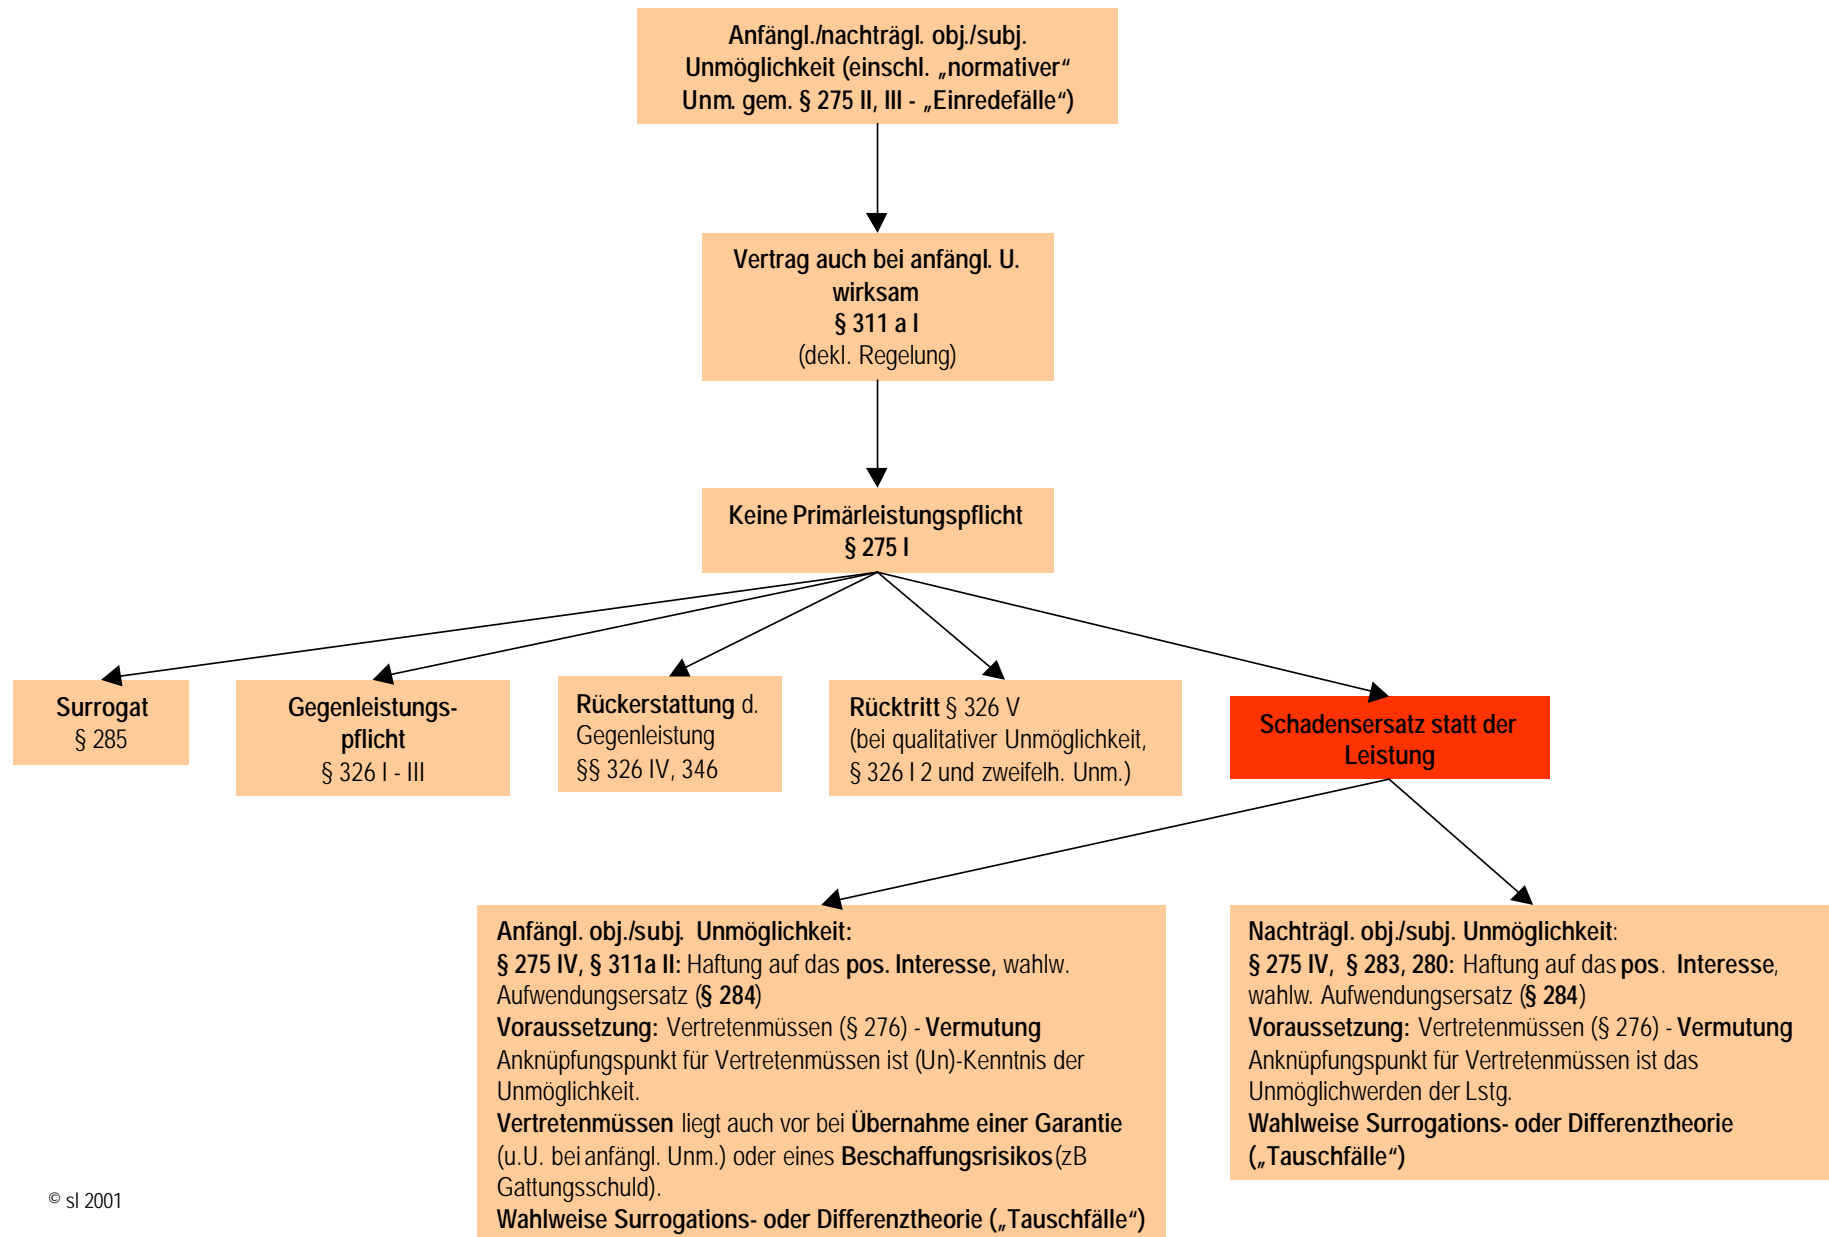 Anfängl./nachträgl. obj./subj.
Unmöglichkeit (einschl. „normativer“
Unm. gem. § 275 II, III - „Einredefälle“)
Vertrag auch bei anfängl. U.
wirksam
§ 311 a I
(dekl. Regelung)
Keine Primärleistungspflicht
§ 275 I
Surrogat
§ 285
Gegenleistungs-
pflicht
§ 326 I - III
Rückerstattung d.
Gegenleistung
§§ 326 IV, 346
Rücktritt § 326 V
(bei qualitativer Unmöglichkeit,
§ 326 I 2 und zweifelh. Unm.)
Schadensersatz statt der
Leistung
Anfängl. obj./subj. Unmöglichkeit:
§ 275 IV, § 311a II: Haftung auf das pos. Interesse, wahlw.
Aufwendungsersatz (§ 284)
Voraussetzung: Vertretenmüssen (§ 276) - Vermutung
Anknüpfungspunkt für Vertretenmüssen ist (Un)-Kenntnis der
Unmöglichkeit.
Vertretenmüssen liegt auch vor bei Übernahme einer Garantie
(u.U. bei anfängl. Unm.) oder eines Beschaffungsrisikos (zB
Gattungsschuld).
Wahlweise Surrogations- oder Differenztheorie („Tauschfälle“)
Nachträgl. obj./subj. Unmöglichkeit:
§ 275 IV, § 283, 280: Haftung auf das pos. Interesse,
wahlw. Aufwendungsersatz (§ 284)
Voraussetzung: Vertretenmüssen (§ 276) - Vermutung
Anknüpfungspunkt für Vertretenmüssen ist das
Unmöglichwerden der Lstg.
Wahlweise Surrogations- oder Differenztheorie
(„Tauschfälle“)
© sl 2001